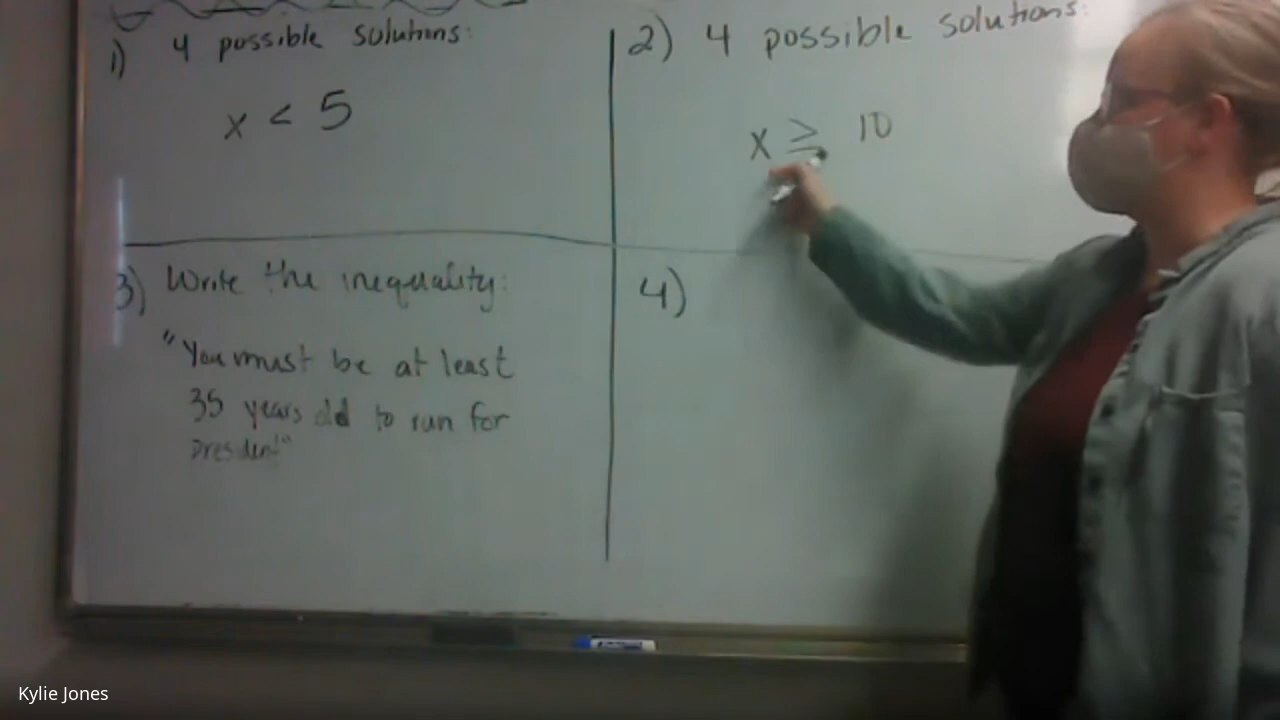 1) 4 possible solutions:
x < 5
2) 4 possible solutions:
x ≥ 10
3) Write the inequality:
"You must be at least
35 years old to run for
President"
4)
Kylie Jones